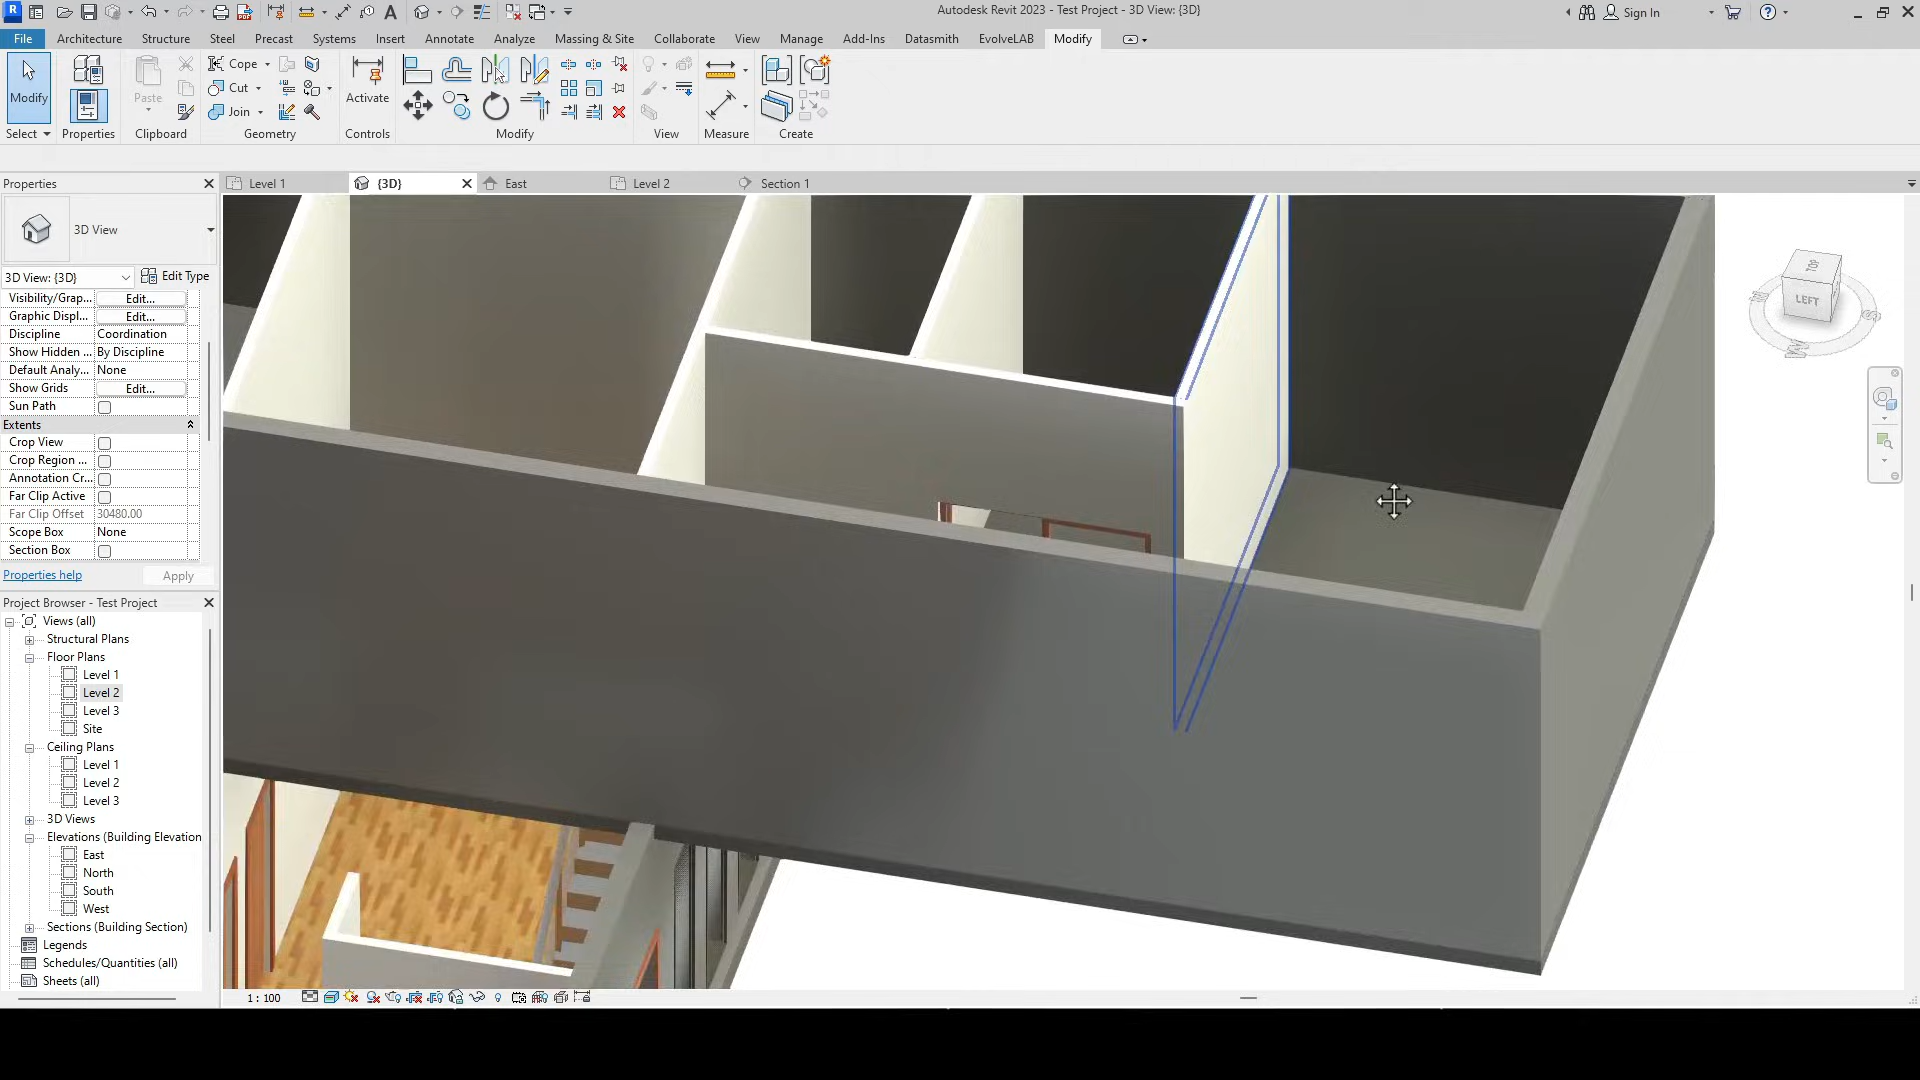 R
Autodesk Revit 2023 - Test Project - 3D View: {3D}
Sign In
File Architecture Structure Steel Precast Systems Insert Annotate Analyze Massing & Site Collaborate View Manage Add-Ins Datasmith EvolveLAB Modify
Modify
Paste
Cope
Cut
Join
Activate
Select
Properties
Clipboard
Geometry
Controls
Modify
View
Measure
Create
Properties
Level 1
{3D}
East
Level 2
Section 1
3D View
3D View: {3D}
Edit Type
Visibility/Grap... Edit...
Graphic Displ... Edit...
Discipline Coordination
Show Hidden ... By Discipline
Default Analy... None
Show Grids Edit...
Sun Path
Extents
Crop View
Crop Region ...
Annotation Cr...
Far Clip Active
Far Clip Offset 30480.00
Scope Box None
Section Box
Properties help
Apply
TOP
LEFT
Project Browser - Test Project
Views (all)
Structural Plans
Floor Plans
Level 1
Level 2
Level 3
Site
Ceiling Plans
Level 1
Level 2
Level 3
3D Views
Elevations (Building Elevation
East
North
South
West
Sections (Building Section)
Legends
Schedules/Quantities (all)
Sheets (all)
1 : 100